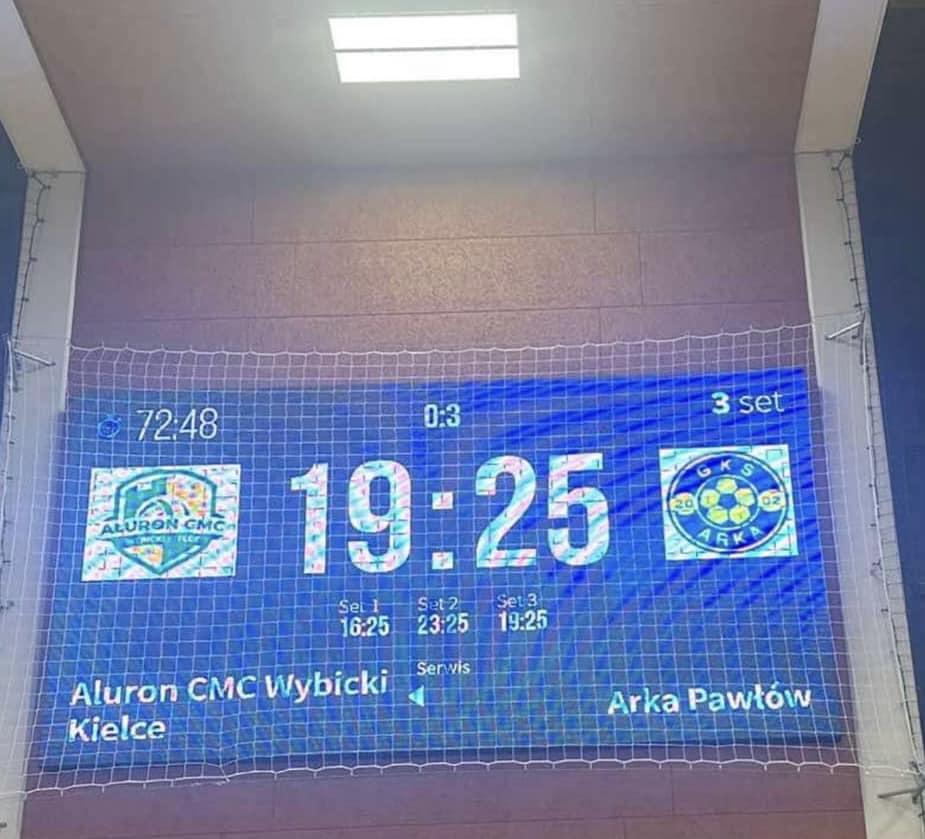 72:48
0:3
3 set
ALURON CMC
19:25
GKS
20 02
ARKA
Set 1 Set 2 Set 3
16:25 23:25 19:25
Serwis
Aluron CMC Wybicki
Kielce
Arka Pawłów